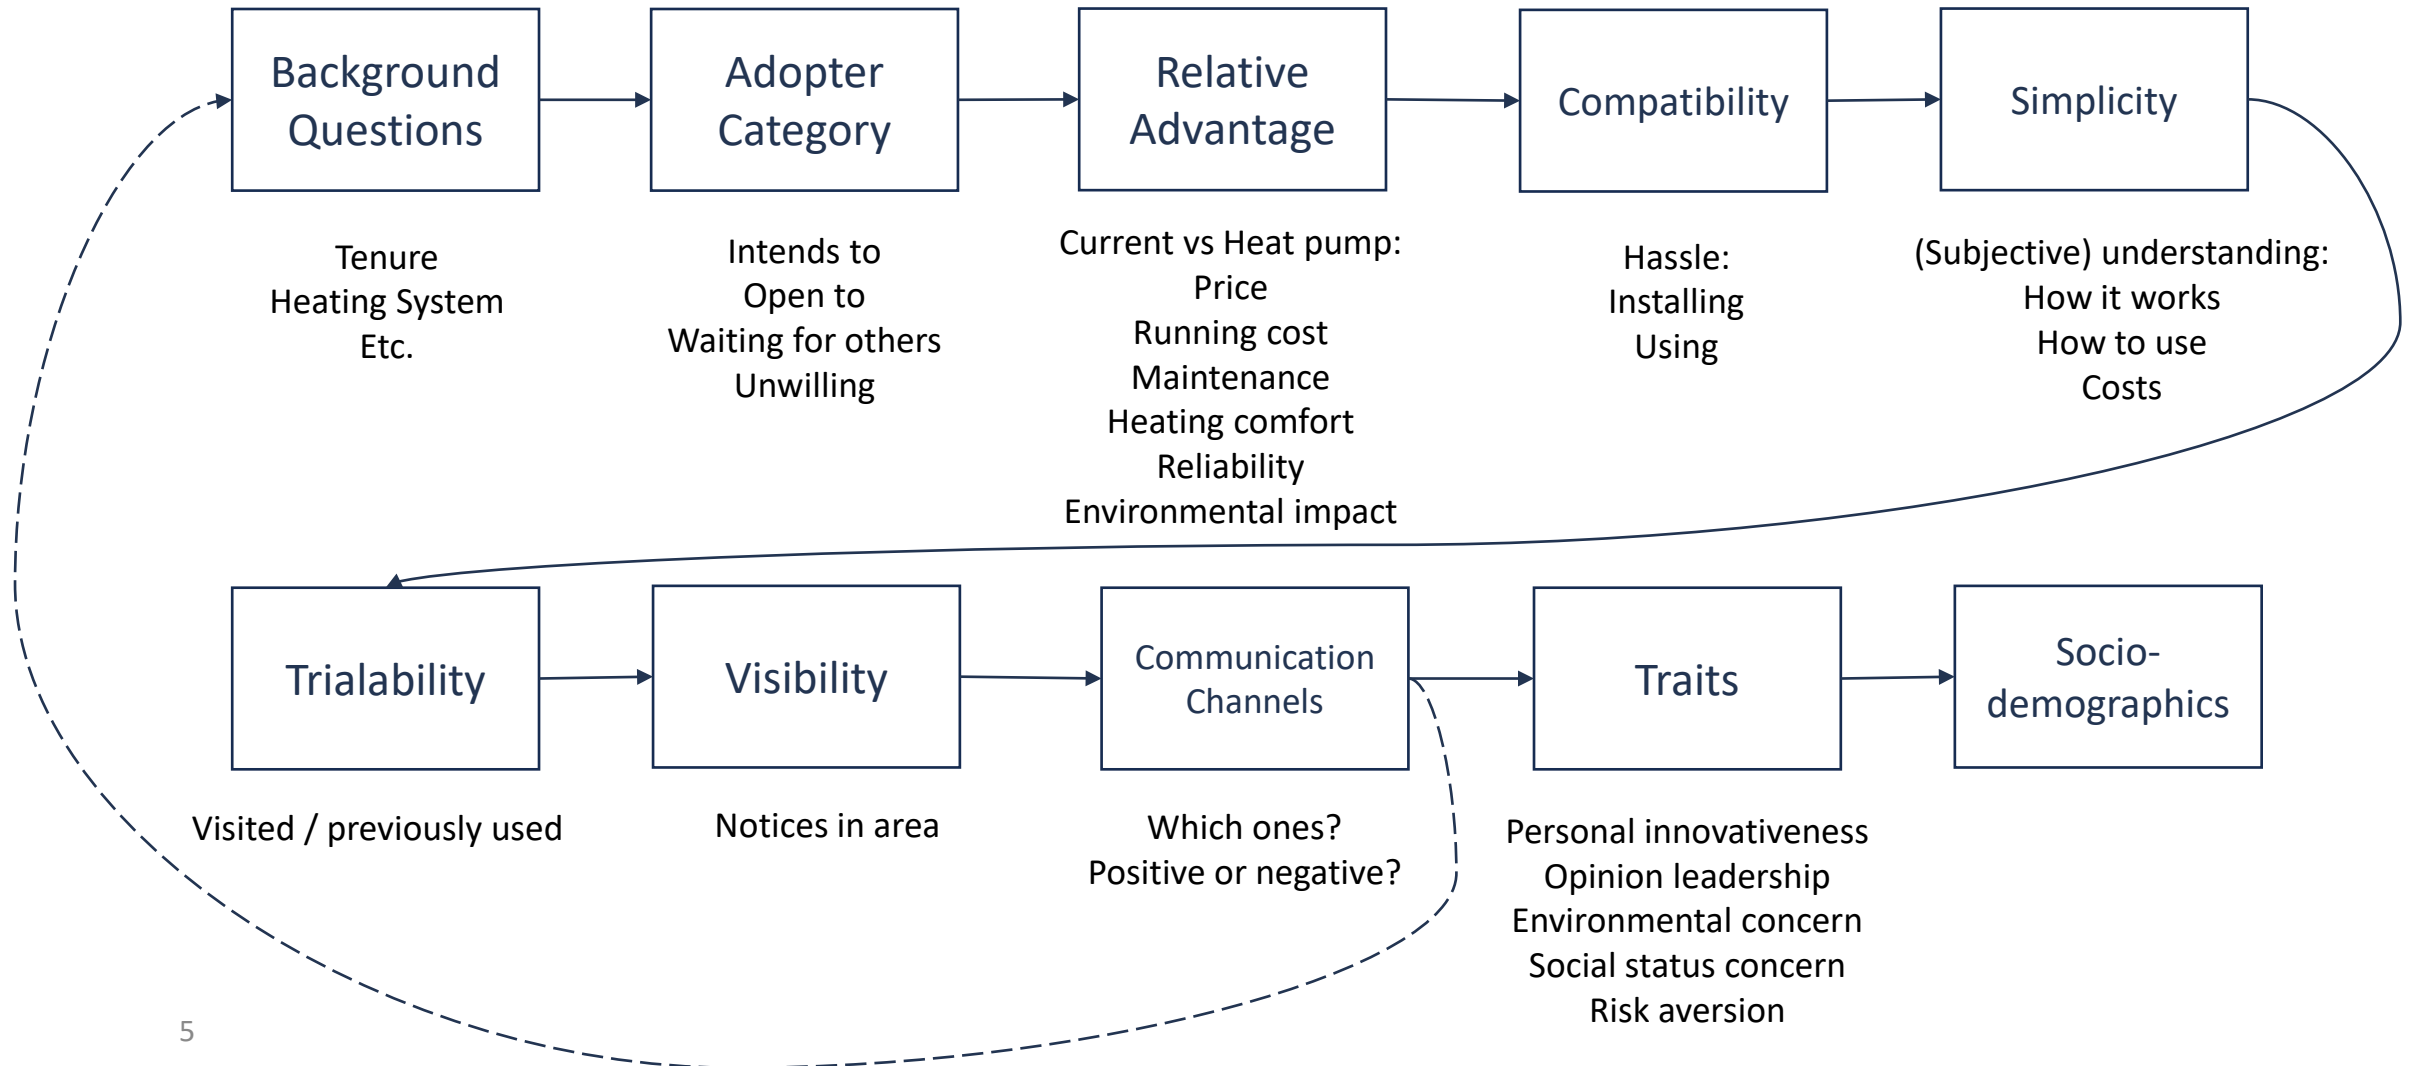 Background
Questions
Adopter
Category
Relative
Advantage
Compatibility
Simplicity
Tenure
Heating System
Etc.
Intends to
Open to
Waiting for others
Unwilling
Current vs Heat pump:
Price
Running cost
Maintenance
Heating comfort
Reliability
Environmental impact
Hassle:
Installing
Using
(Subjective) understanding:
How it works
How to use
Costs
Trialability
Visibility
Communication
Channels
Traits
Socio-
demographics
Visited / previously used
Notices in area
Which ones?
Positive or negative?
Personal innovativeness
Opinion leadership
Environmental concern
Social status concern
Risk aversion
5